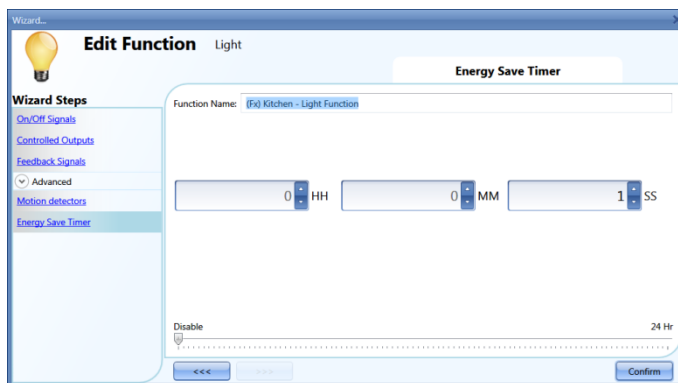 Wizard...
Edit Function Light
Energy Save Timer
Wizard Steps
On/Off Signals
Controlled Outputs
Feedback Signals
Advanced
Motion detectors
Energy Save Timer
Function Name: (Fx) Kitchen - Light Function
0 HH 0 MM 1 SS
Disable 24 Hr
<<< >>> Confirm